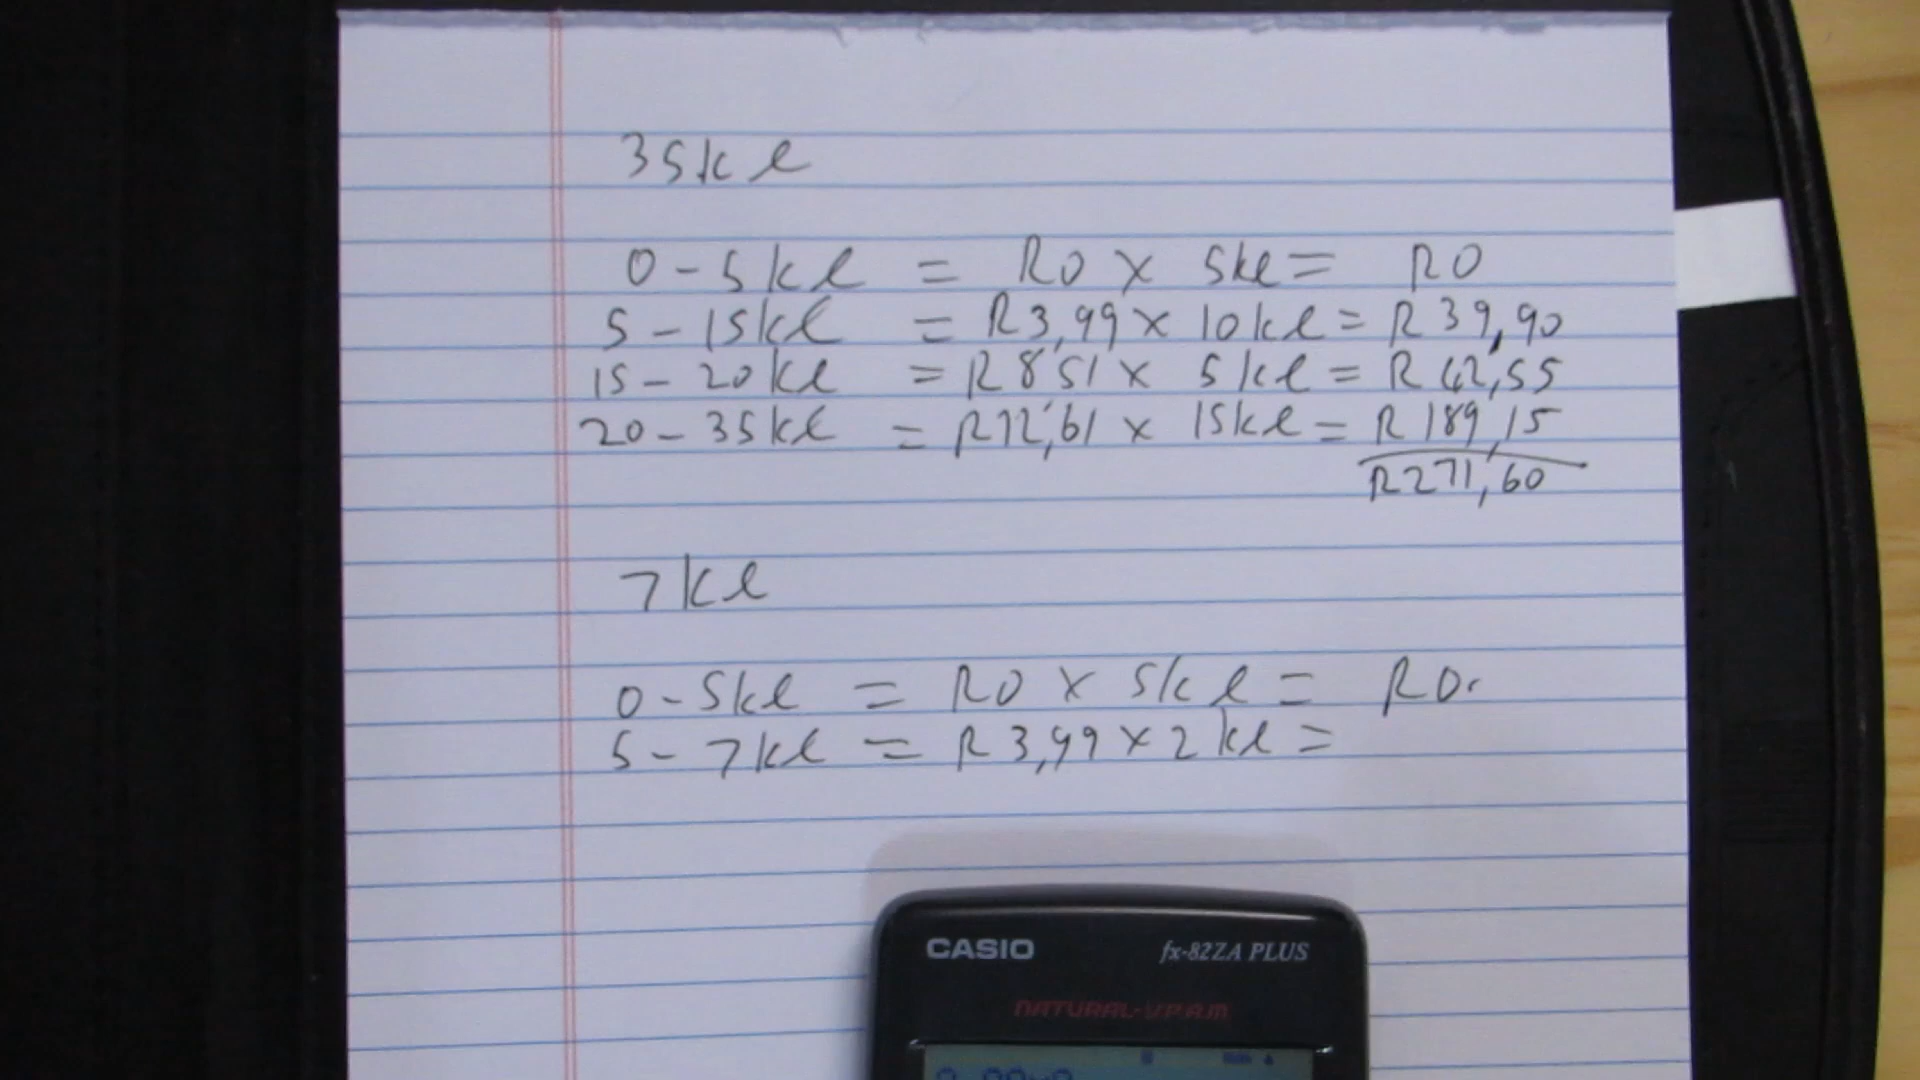 35kl
0 - 5kl = R0 x 5kl = R0
5 - 15kl = R3,99 x 10kl = R39,90
15 - 20kl = R8,51 x 5kl = R42,55
20 - 35kl = R12,61 x 15kl = R189,15
R271,60
7kl
0 - 5kl = R0 x 5kl = R0.
5 - 7kl = R3,99 x 2kl =
CASIO fx-82ZA PLUS
NATURAL-V.P.A.M.